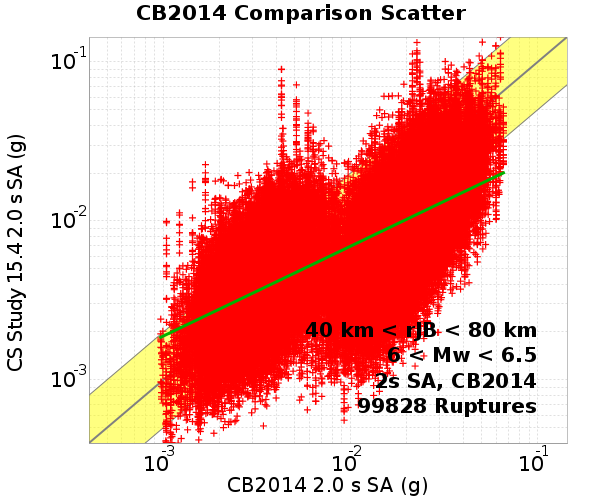 CB2014 Comparison Scatter
CS Study 15.4 2.0 s SA (g)
10-1
10-2
10-3
40 km < rJB < 80 km
6 < Mw < 6.5
2s SA, CB2014
99828 Ruptures
10-3 10-2 10-1
CB2014 2.0 s SA (g)